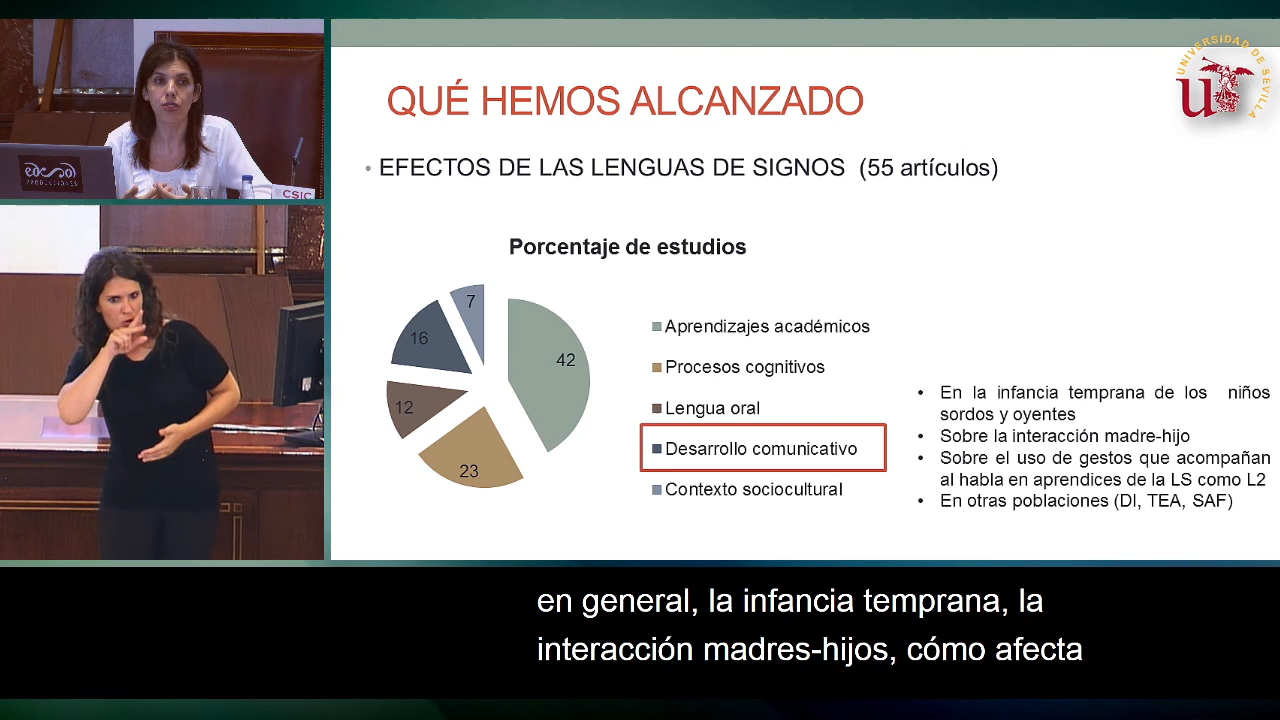 edesol
PRODUCCIONES
CSIC
UNIVERSIDAD DE SEVILLA
QUÉ HEMOS ALCANZADO
• EFECTOS DE LAS LENGUAS DE SIGNOS (55 artículos)
Porcentaje de estudios
7
16
42
12
23
Aprendizajes académicos
Procesos cognitivos
Lengua oral
Desarrollo comunicativo
Contexto sociocultural
• En la infancia temprana de los niños
sordos y oyentes
• Sobre la interacción madre-hijo
• Sobre el uso de gestos que acompañan
al habla en aprendices de la LS como L2
• En otras poblaciones (DI, TEA, SAF)
en general, la infancia temprana, la
interacción madres-hijos, cómo afecta